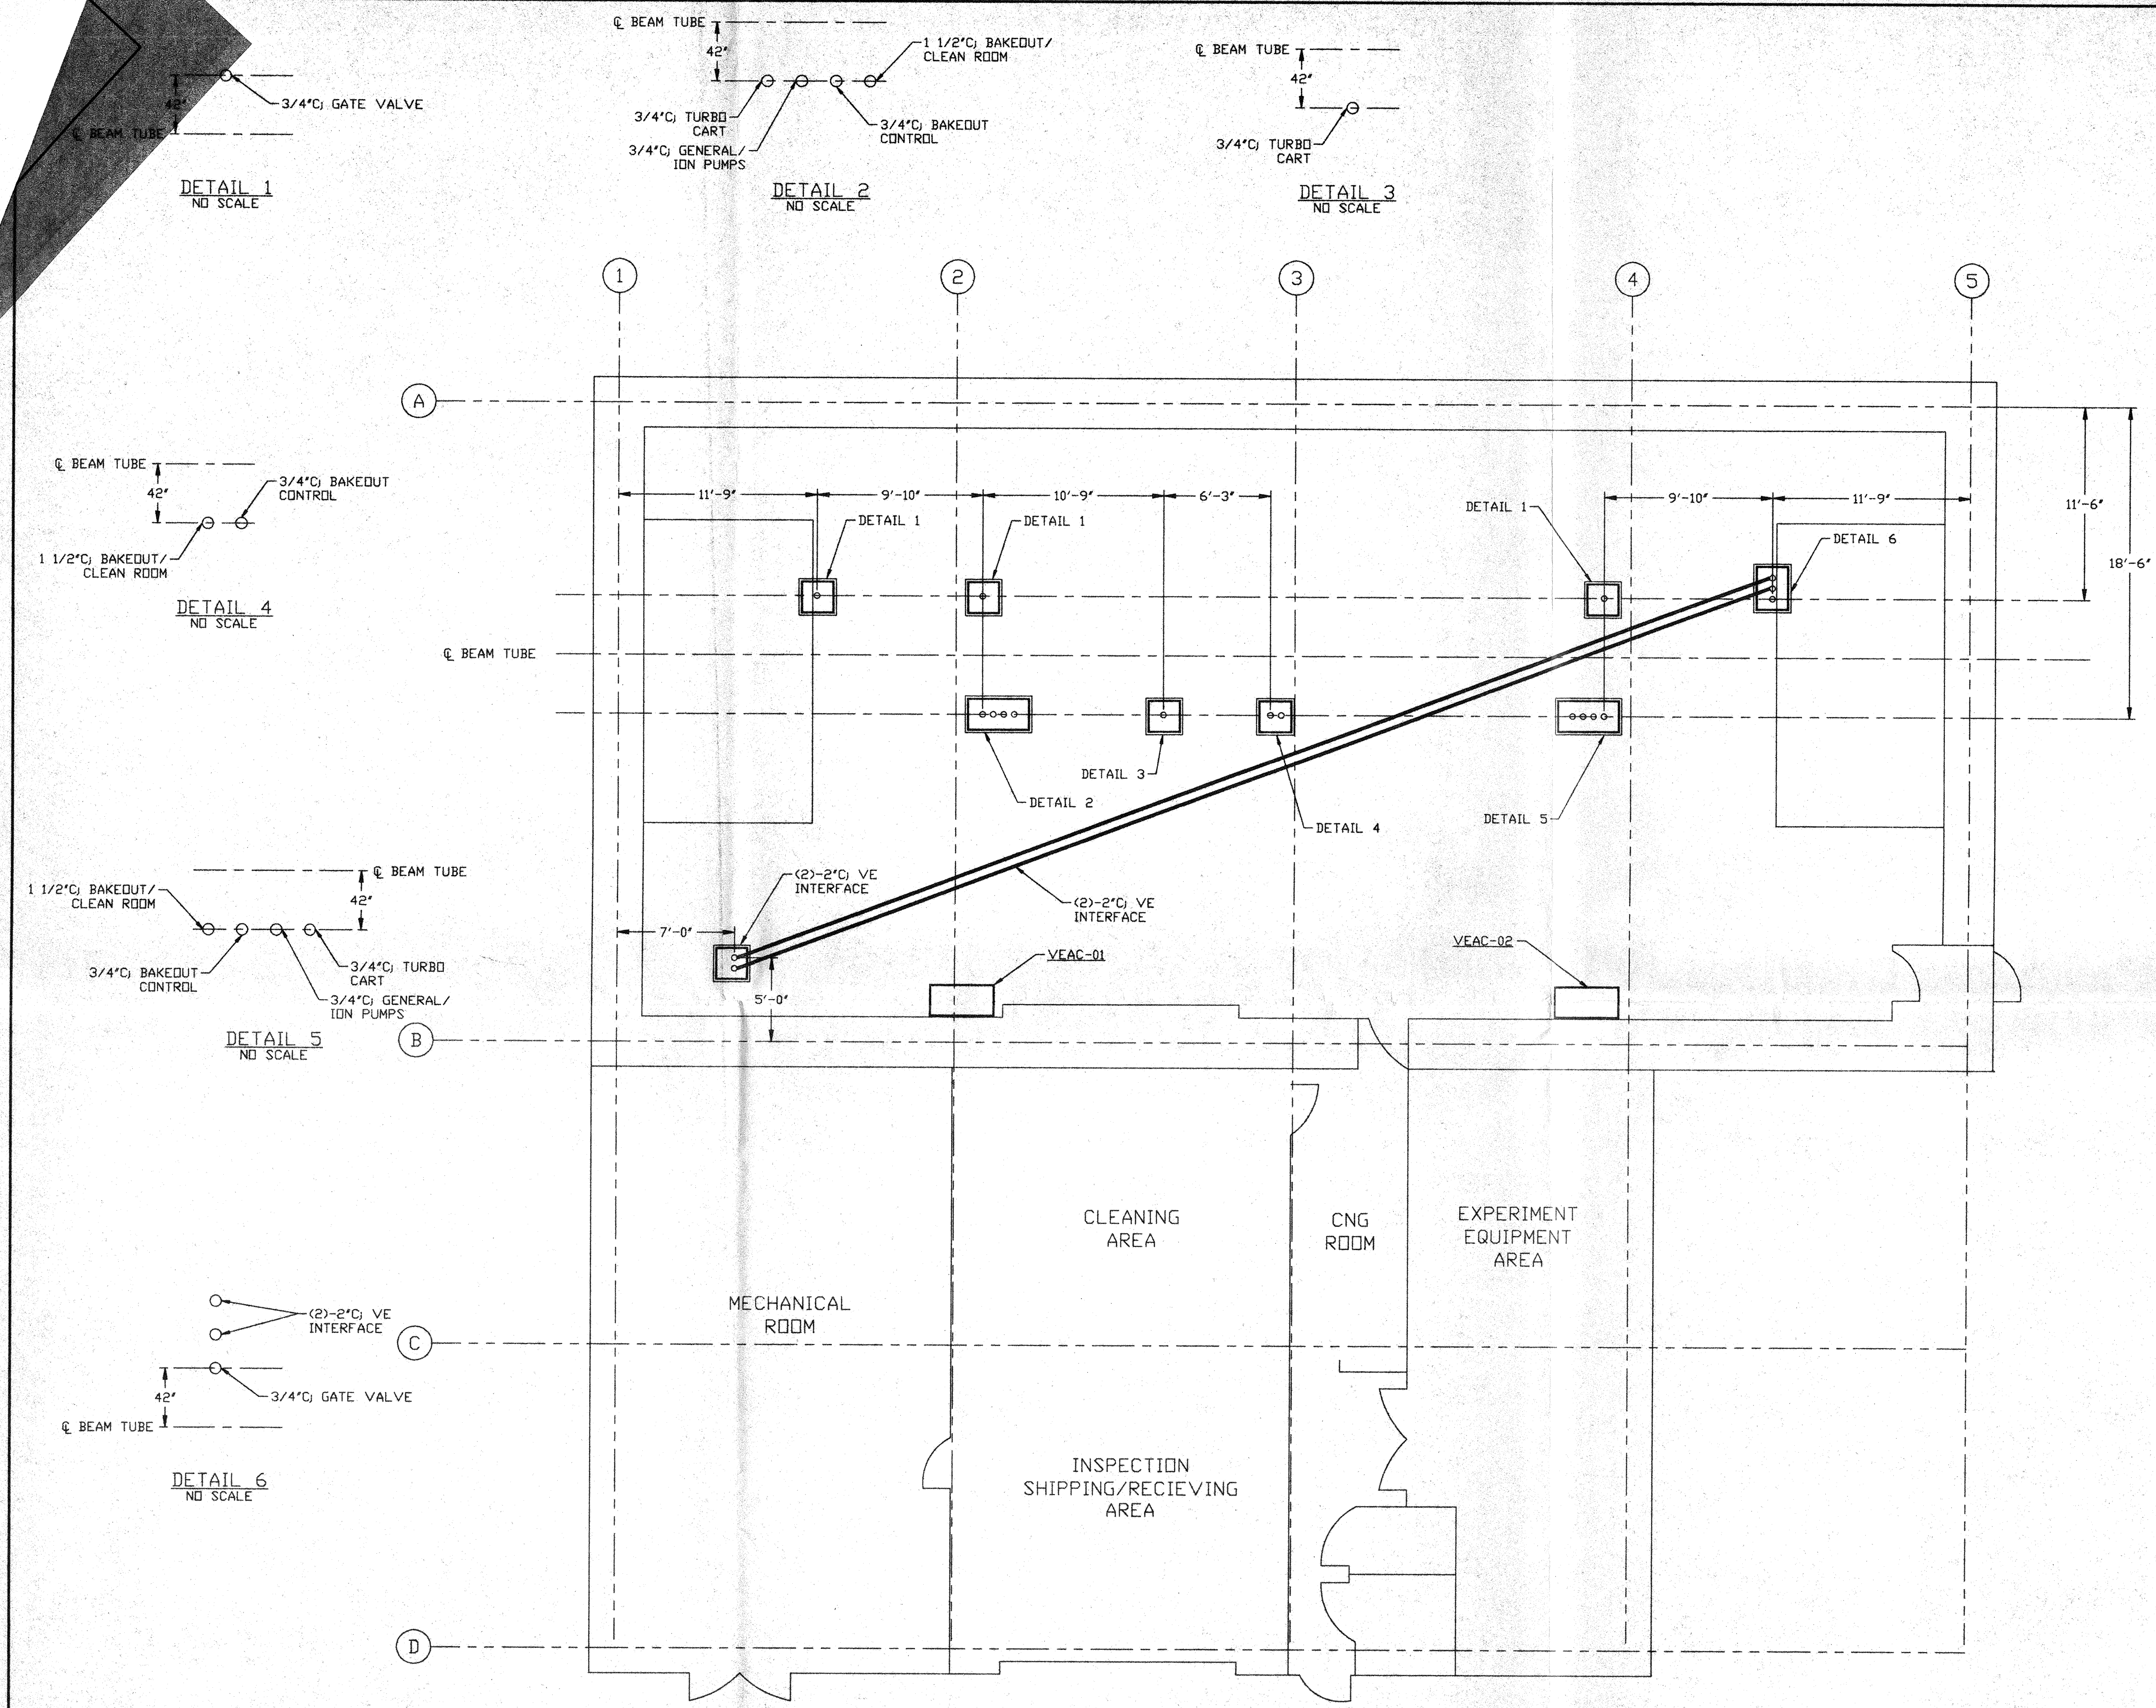 ℄ BEAM TUBE
42"
3/4"C; GATE VALVE
DETAIL 1
NO SCALE
℄ BEAM TUBE
42"
1 1/2"C; BAKEOUT/
CLEAN ROOM
3/4"C; TURBO
CART
3/4"C; GENERAL/
ION PUMPS
3/4"C; BAKEOUT
CONTROL
DETAIL 2
NO SCALE
℄ BEAM TUBE
42"
3/4"C; TURBO
CART
DETAIL 3
NO SCALE
℄ BEAM TUBE
42"
3/4"C; BAKEOUT
CONTROL
1 1/2"C; BAKEOUT/
CLEAN ROOM
DETAIL 4
NO SCALE
℄ BEAM TUBE
42"
1 1/2"C; BAKEOUT/
CLEAN ROOM
3/4"C; BAKEOUT
CONTROL
3/4"C; TURBO
CART
3/4"C; GENERAL/
ION PUMPS
DETAIL 5
NO SCALE
(2)-2"C; VE
INTERFACE
42"
3/4"C; GATE VALVE
℄ BEAM TUBE
DETAIL 6
NO SCALE
1
2
3
4
5
A
B
C
D
11'-9"
9'-10"
10'-9"
6'-3"
9'-10"
11'-9"
11'-6"
18'-6"
DETAIL 1
DETAIL 1
DETAIL 1
DETAIL 6
℄ BEAM TUBE
DETAIL 3
DETAIL 2
DETAIL 4
DETAIL 5
(2)-2"C; VE
INTERFACE
(2)-2"C; VE
INTERFACE
7'-0"
5'-0"
VEAC-01
VEAC-02
CLEANING
AREA
CNG
ROOM
EXPERIMENT
EQUIPMENT
AREA
MECHANICAL
ROOM
INSPECTION
SHIPPING/RECIEVING
AREA